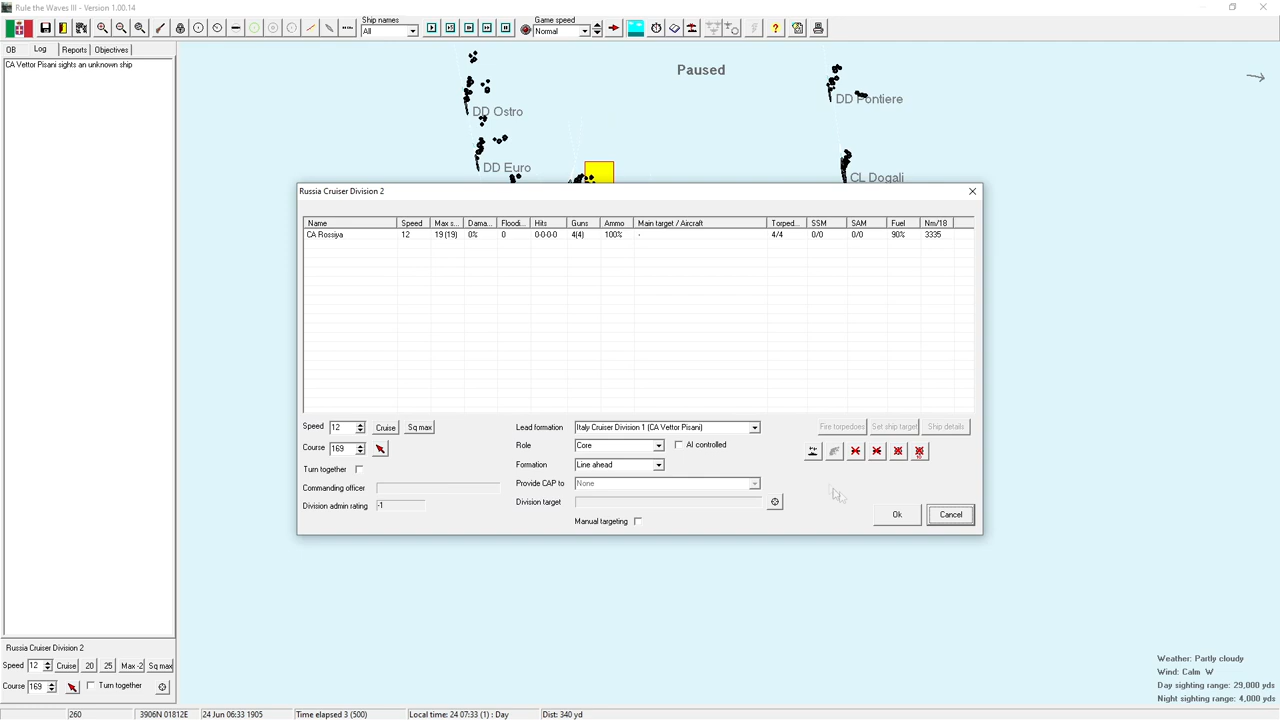 Rule the Waves III - Version 1.00.14
Ship names
All
Game speed
Normal
OB Log Reports Objectives
CA Vettor Pisani sights an unknown ship
Paused
DD Ostro
DD Pontiere
DD Euro
CL Dogali
Russia Cruiser Division 2
Name Speed Max s... Dama... Floodi... Hits Guns Ammo Main target / Aircraft Torped... SSM SAM Fuel Nm/18
CA Rossiya 12 19 (19) 0% 0 0-0-0-0 4(4) 100% - 4/4 0/0 0/0 90% 3335
Speed 12 Cruise Sq max
Course 169
Turn together
Commanding officer
Division admin rating -1
Lead formation Italy Cruiser Division 1 (CA Vettor Pisani)
Role Core AI controlled
Formation Line ahead
Provide CAP to None
Division target
Manual targeting
Fire torpedoes Set ship target Ship details
Ok Cancel
Russia Cruiser Division 2
Speed 12 Cruise 20 25 Max -2 Sq max
Course 169 Turn together
Weather: Partly cloudy
Wind: Calm W
Day sighting range: 29,000 yds
Night sighting range: 4,000 yds
260 3906N 01812E 24 Jun 06:33 1905 Time elapsed 3 (500) Local time: 24 07:33 (1) : Day Dist: 340 yd